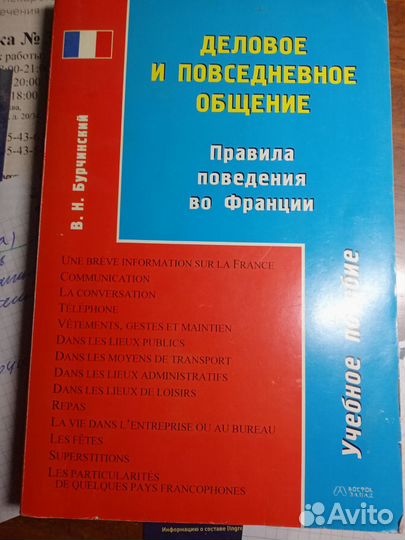 ДЕЛОВОЕ
И ПОВСЕДНЕВНОЕ
ОБЩЕНИЕ
Правила
поведения
во Франции
В. Н. Бурчинский
UNE BRÈVE INFORMATION SUR LA FRANCE
COMMUNICATION
LA CONVERSATION
TÉLÉPHONE
VÊTEMENTS, GESTES ET MAINTIEN
DANS LES LIEUX PUBLICS
DANS LES MOYENS DE TRANSPORT
DANS LES LIEUX ADMINISTRATIFS
DANS LES LIEUX DE LOISIRS
REPAS
LA VIE DANS L'ENTREPRISE OU AU BUREAU
LES FÊTES
SUPERSTITIONS
LES PARTICULARITÉS
DE QUELQUES PAYS FRANCOPHONES
Учебное пособие
ВОСТОК
ЗАПАД
Информацию о составе
Avito